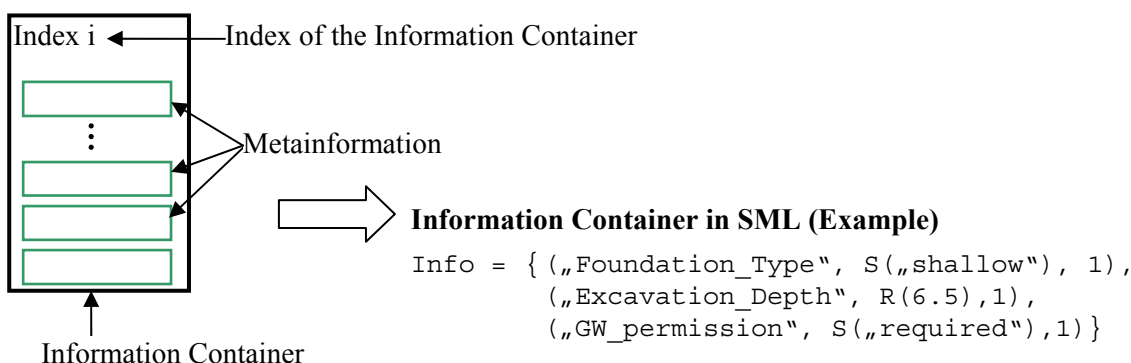 Index i
Index of the Information Container
⋮
Metainformation
Information Container in SML (Example)
Info = {(„Foundation_Type“, S(„shallow“), 1),
(„Excavation_Depth“, R(6.5),1),
(„GW_permission“, S(„required“),1)}
Information Container